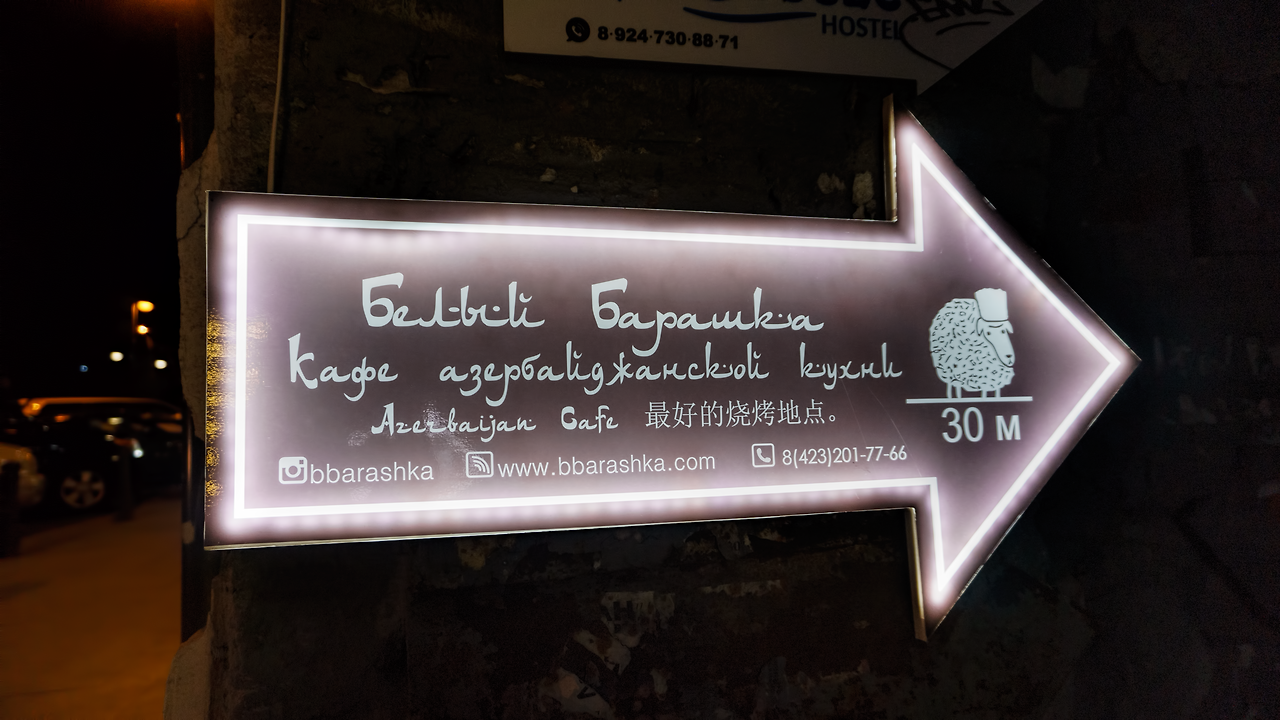 8-924-730-88-71
HOSTEL
Белый Барашка
Кафе азербайджанской кухни
Azerbaijan Cafe 最好的烧烤地点。
bbarashka www.bbarashka.com 8(423)201-77-66
30 м